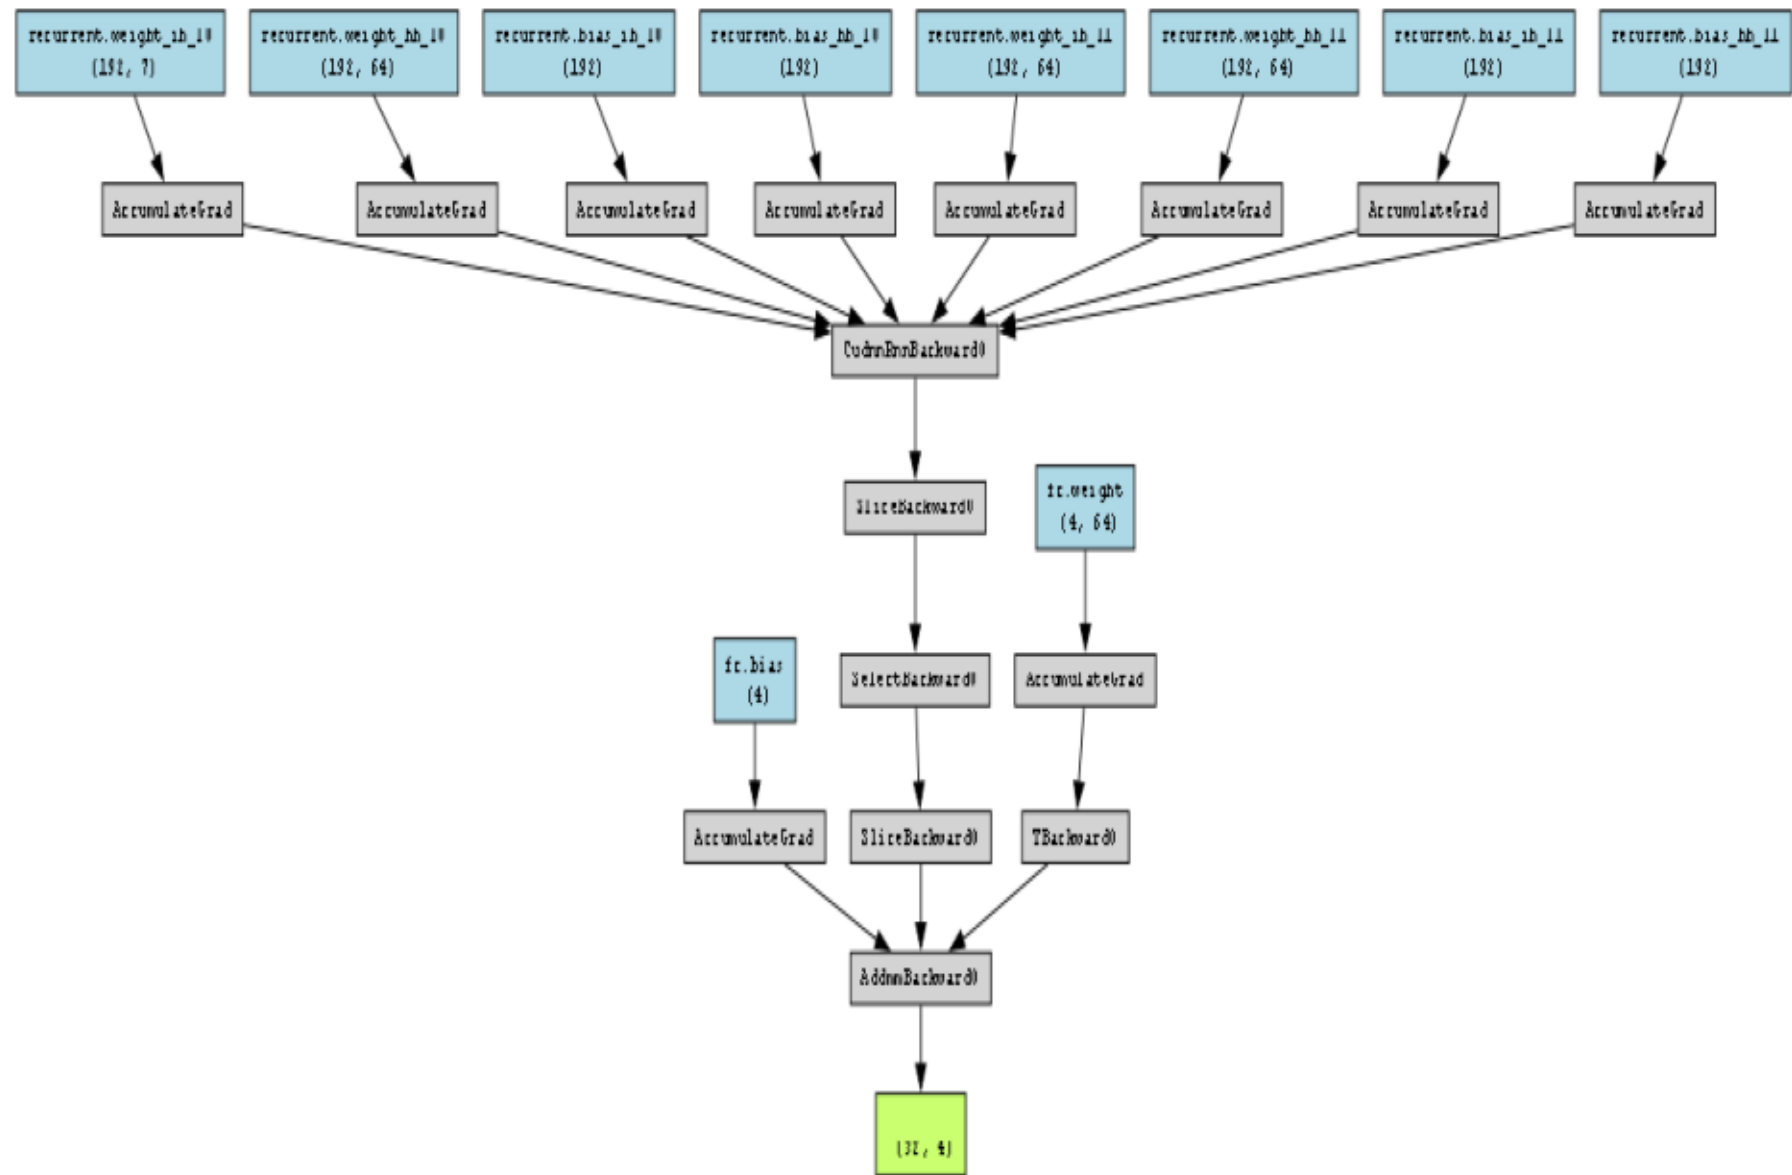 recurrent.weight_ih_l0
(192, 7)
recurrent.weight_hh_l0
(192, 64)
recurrent.bias_ih_l0
(192)
recurrent.bias_hh_l0
(192)
recurrent.weight_ih_l1
(192, 64)
recurrent.weight_hh_l1
(192, 64)
recurrent.bias_ih_l1
(192)
recurrent.bias_hh_l1
(192)
AccumulateGrad
AccumulateGrad
AccumulateGrad
AccumulateGrad
AccumulateGrad
AccumulateGrad
AccumulateGrad
AccumulateGrad
CudnnRnnBackward0
SliceBackward0
fc.weight
(4, 64)
fc.bias
(4)
SelectBackward0
AccumulateGrad
AccumulateGrad
SliceBackward0
TBackward0
AddmmBackward0
(32, 4)